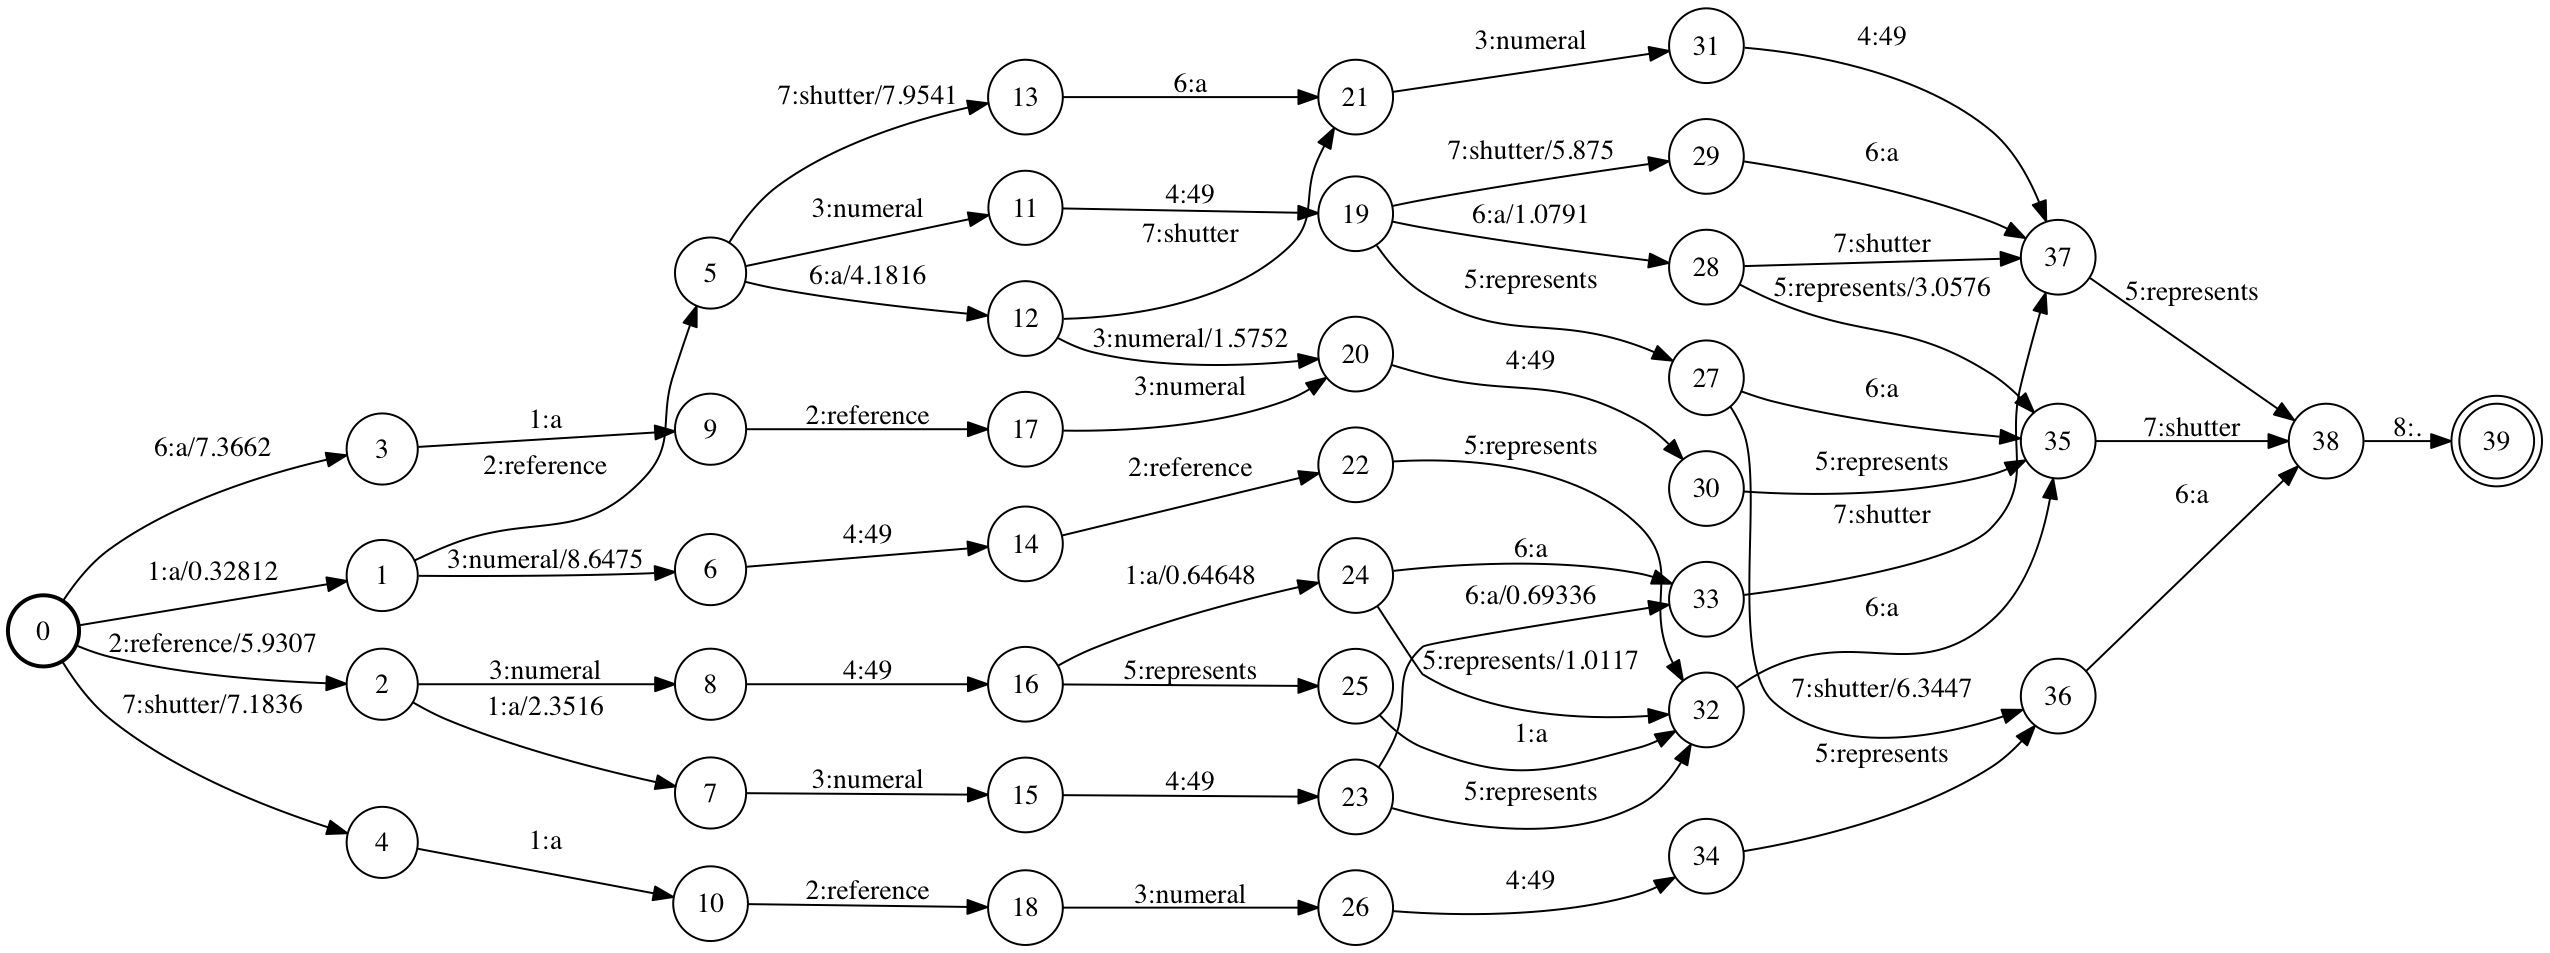 0
6:a/7.3662
1:a/0.32812
2:reference/5.9307
7:shutter/7.1836
3
1
2
4
1:a
2:reference
3:numeral/8.6475
3:numeral
1:a/2.3516
1:a
5
9
6
8
7
10
7:shutter/7.9541
3:numeral
6:a/4.1816
2:reference
4:49
4:49
3:numeral
2:reference
13
11
12
17
14
16
15
18
6:a
4:49
7:shutter
3:numeral/1.5752
3:numeral
2:reference
1:a/0.64648
5:represents
4:49
3:numeral
21
19
20
22
24
25
23
26
3:numeral
7:shutter/5.875
6:a/1.0791
5:represents
4:49
5:represents
6:a
6:a/0.69336
5:represents/1.0117
1:a
5:represents
4:49
31
29
28
27
30
33
32
34
4:49
6:a
7:shutter
5:represents/3.0576
6:a
5:represents
7:shutter
6:a
7:shutter/6.3447
5:represents
37
35
36
5:represents
7:shutter
6:a
38
8:.
39